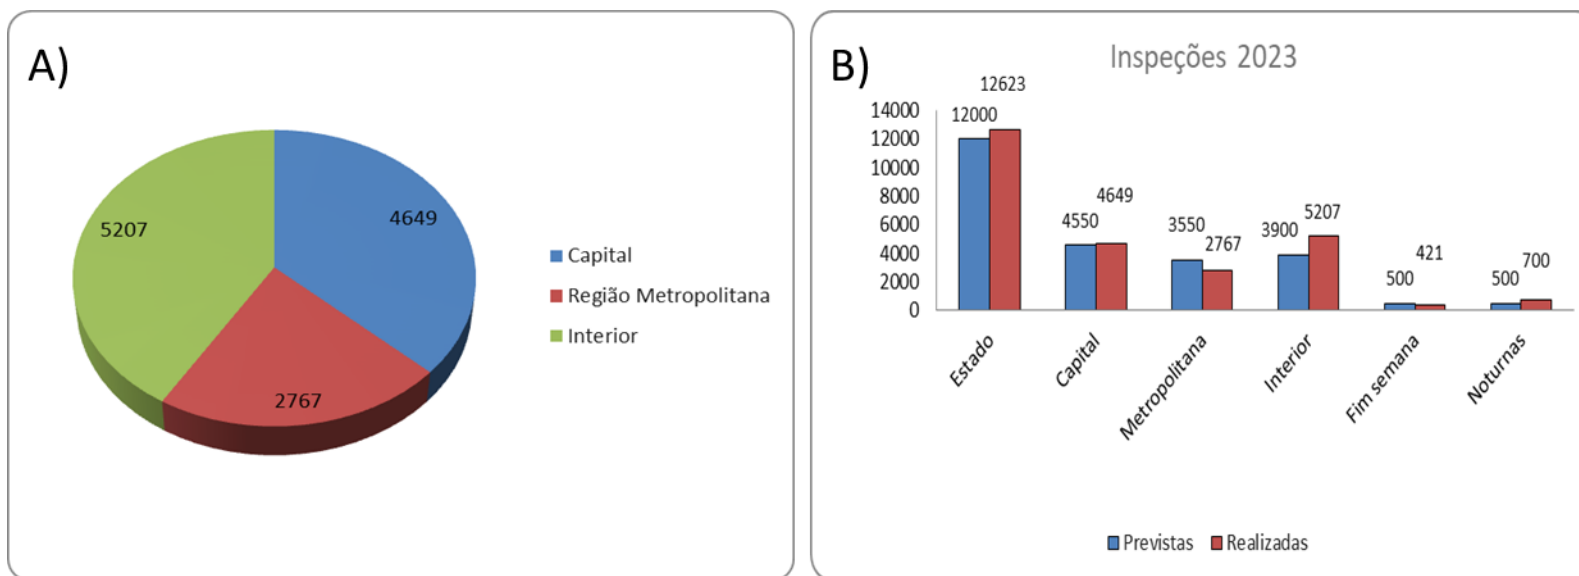 A)
4649
5207
2767
Capital
Região Metropolitana
Interior
B)
Inspeções 2023
14000
12000
10000
8000
6000
4000
2000
0
12000
12623
4550
4649
3550
2767
3900
5207
500
421
500
700
Estado
Capital
Metropolitana
Interior
Fim semana
Noturnas
Previstas
Realizadas